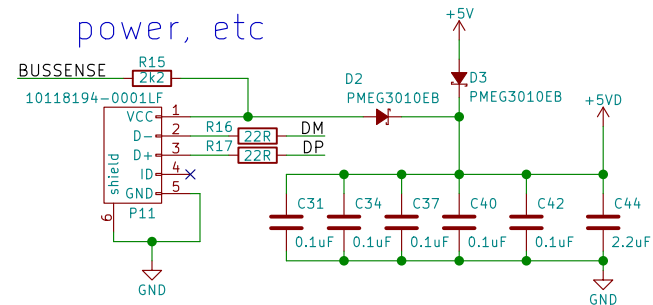 power, etc
+5V
R15
BUSSENSE
2k2
D2
D3
PMEG3010EB
PMEG3010EB
10118194-0001LF
+5VD
VCC
1
D-
2
R16
22R
DM
D+
3
R17
22R
DP
ID
4
GND
5
shield
6
P11
C31
C34
C37
C40
C42
C44
0.1uF
0.1uF
0.1uF
0.1uF
0.1uF
2.2uF
GND
GND